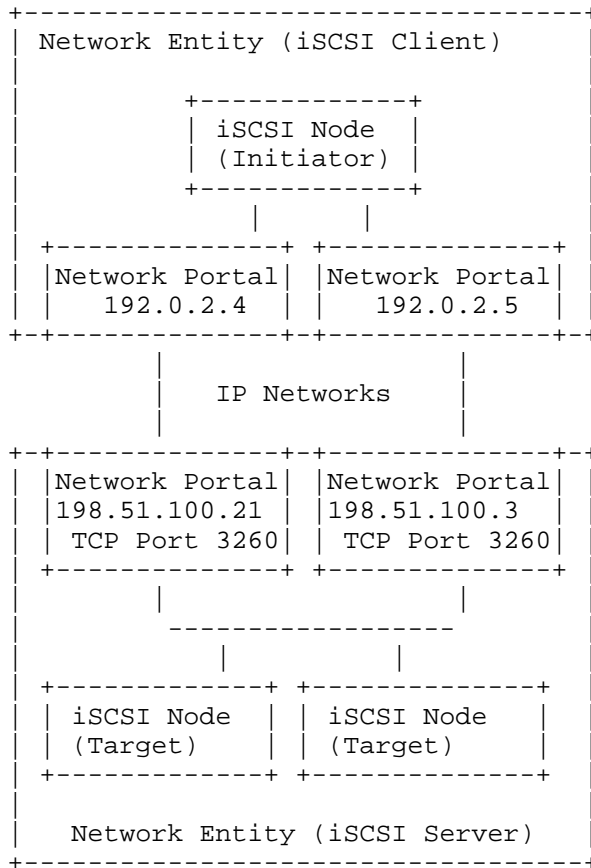 Network Entity (iSCSI Client)
iSCSI Node
(Initiator)
Network Portal Network Portal
192.0.2.4 192.0.2.5
IP Networks
Network Portal Network Portal
198.51.100.21 198.51.100.3
TCP Port 3260 TCP Port 3260
iSCSI Node iSCSI Node
(Target) (Target)
Network Entity (iSCSI Server)